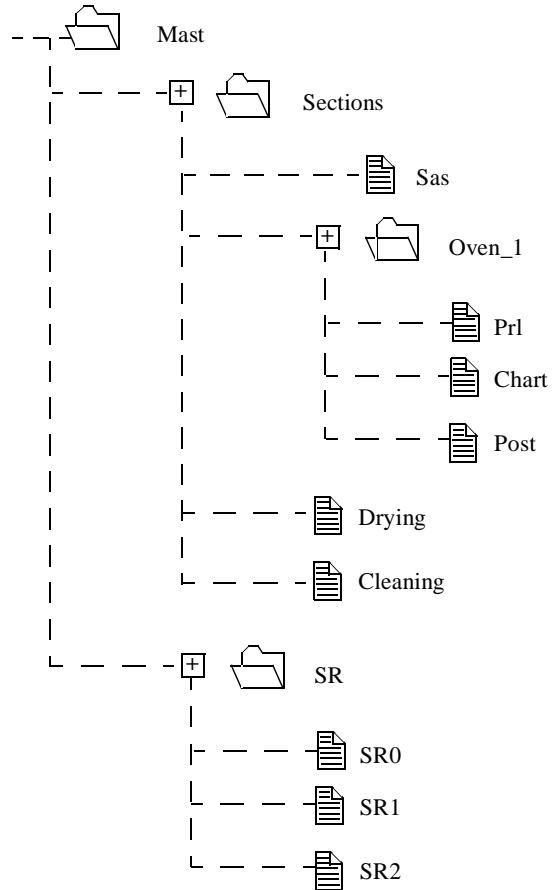 Mast
Sections
Sas
Oven_1
Prl
Chart
Post
Drying
Cleaning
SR
SR0
SR1
SR2